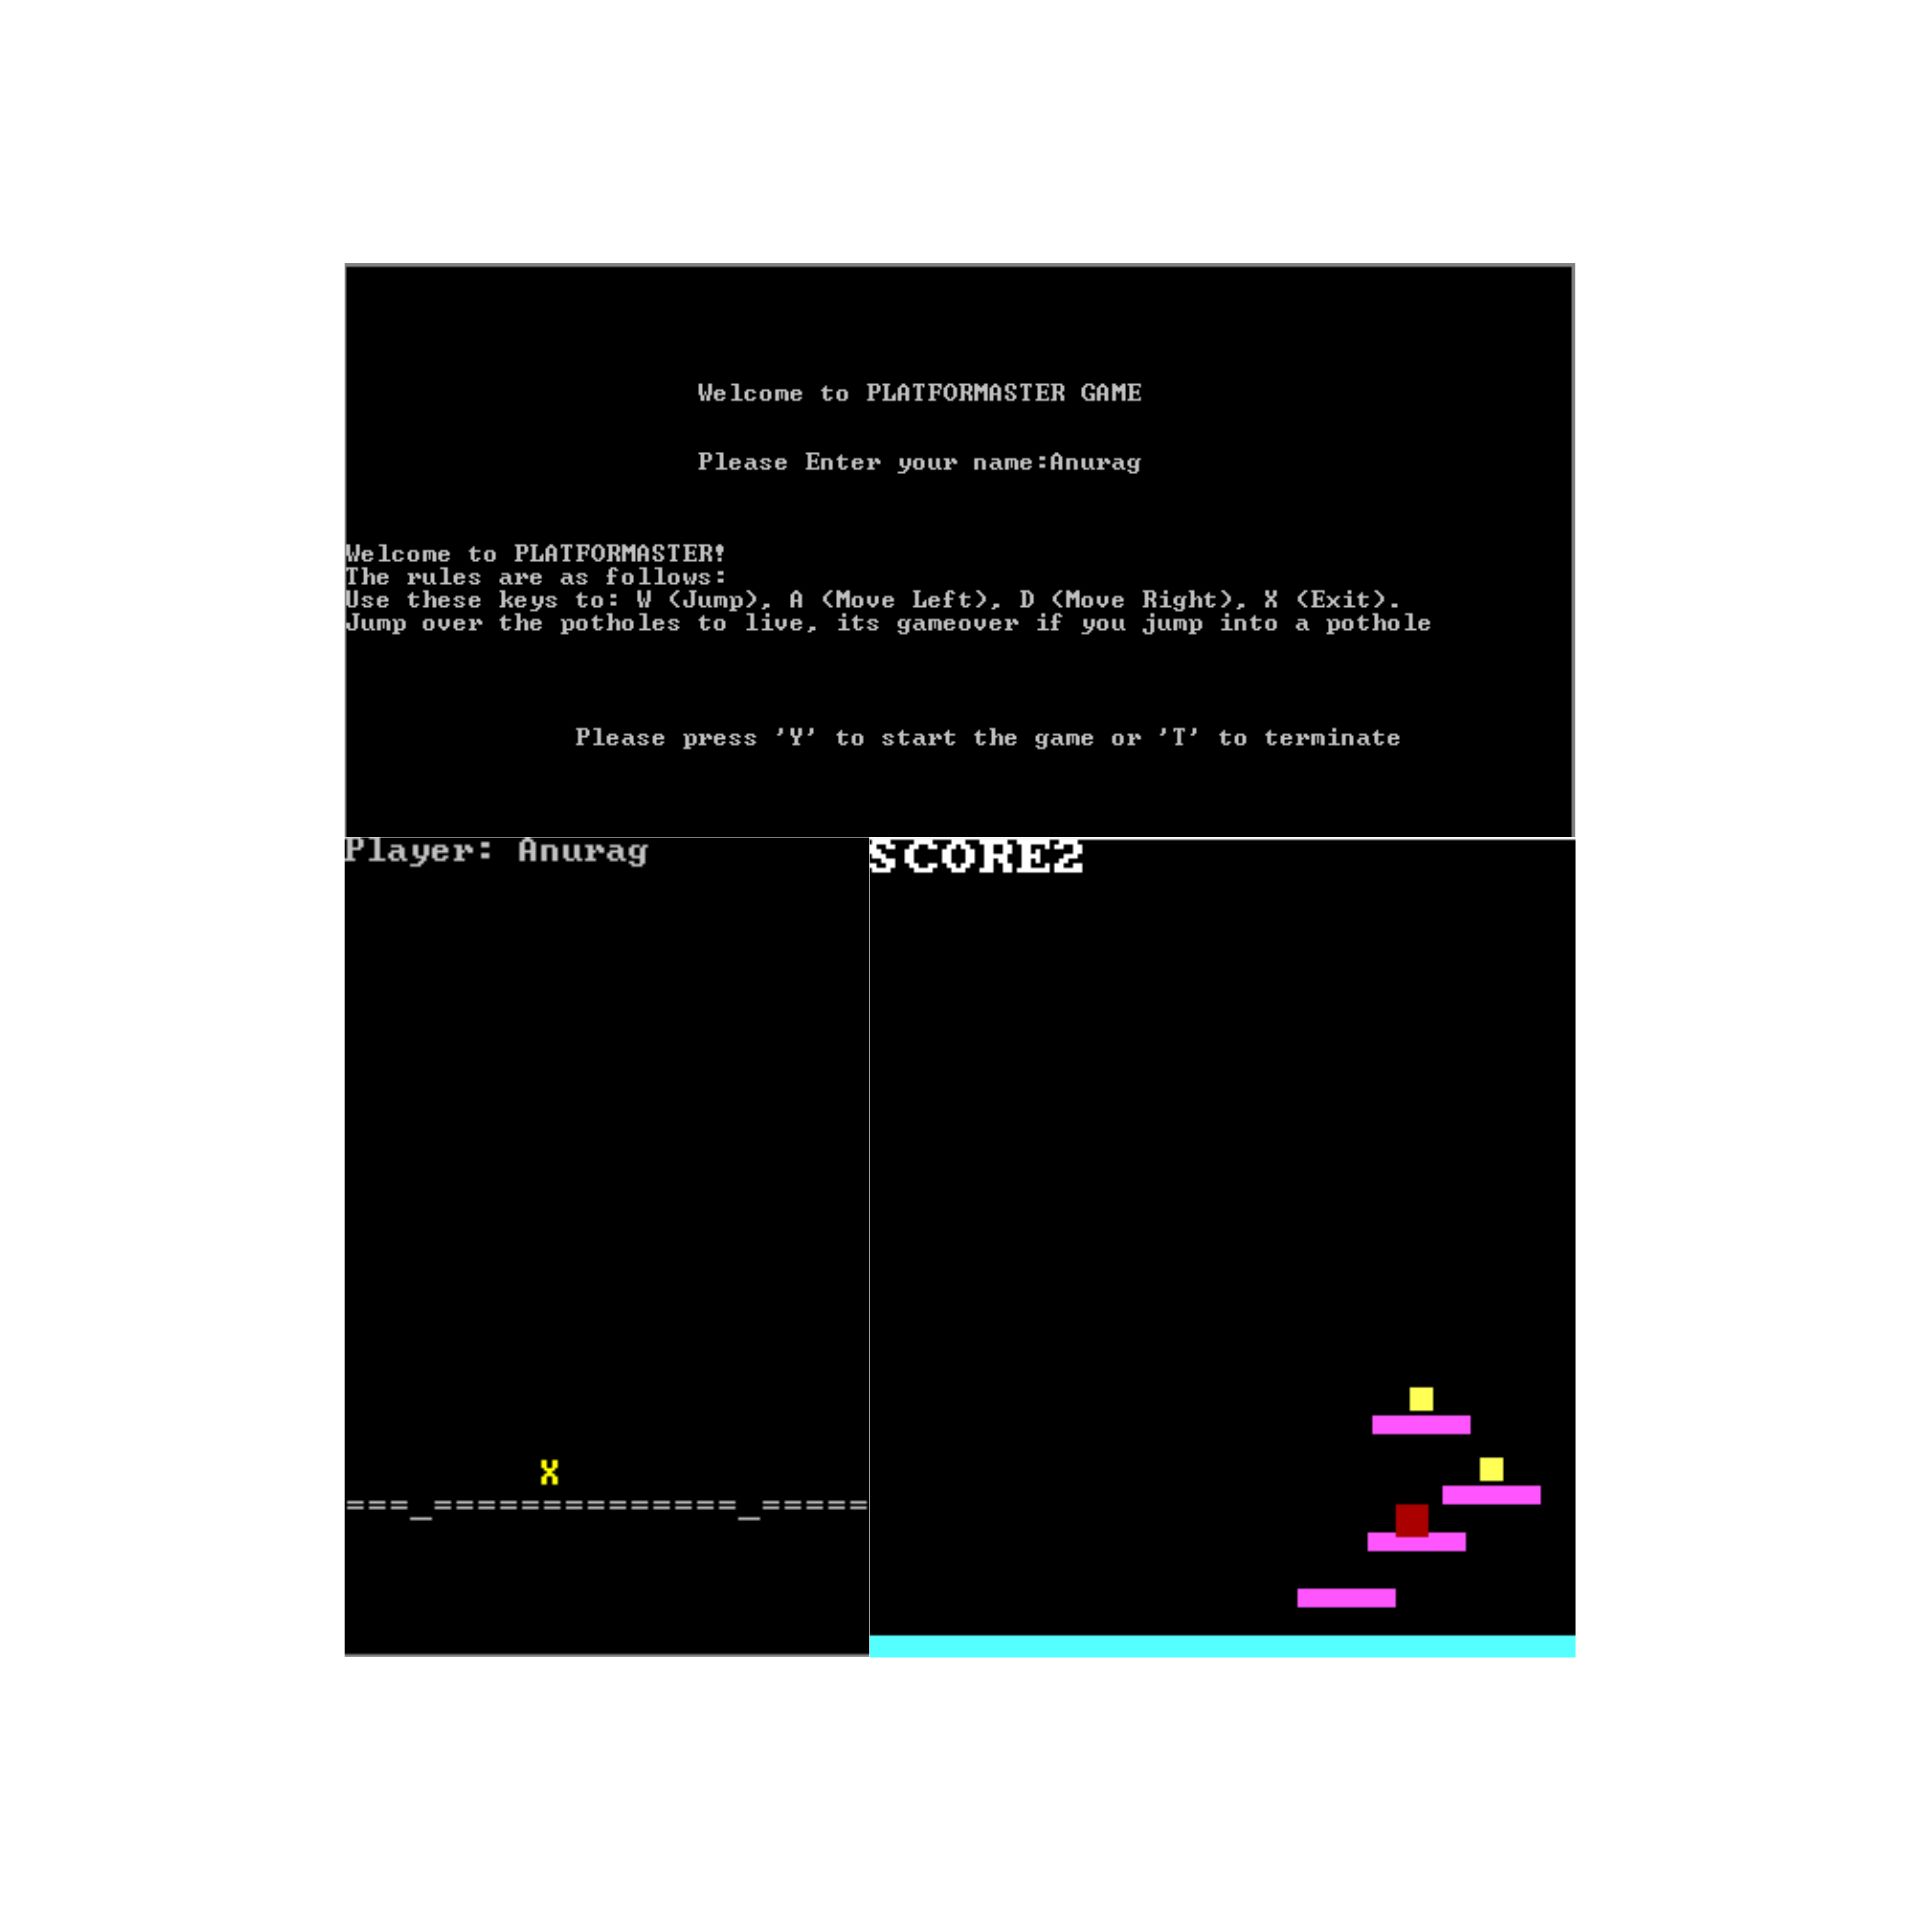 Welcome to PLATFORMASTER GAME
Please Enter your name:Anurag
Welcome to PLATFORMASTER!
The rules are as follows:
Use these keys to: W (Jump), A (Move Left), D (Move Right), X (Exit).
Jump over the potholes to live, its gameover if you jump into a pothole
Please press 'Y' to start the game or 'T' to terminate
Player: Anurag
X
===_==============_=====
SCORE2